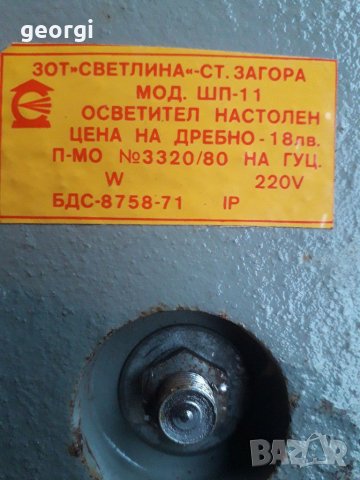 georgi
ЗОТ»СВЕТЛИНА«-СТ. ЗАГОРА
МОД. ШП-11
ОСВЕТИТЕЛ НАСТОЛЕН
ЦЕНА НА ДРЕБНО-18лв.
П-МО №3320/80 НА ГУЦ.
W 220V
БДС-8758-71 IP
BAZAR